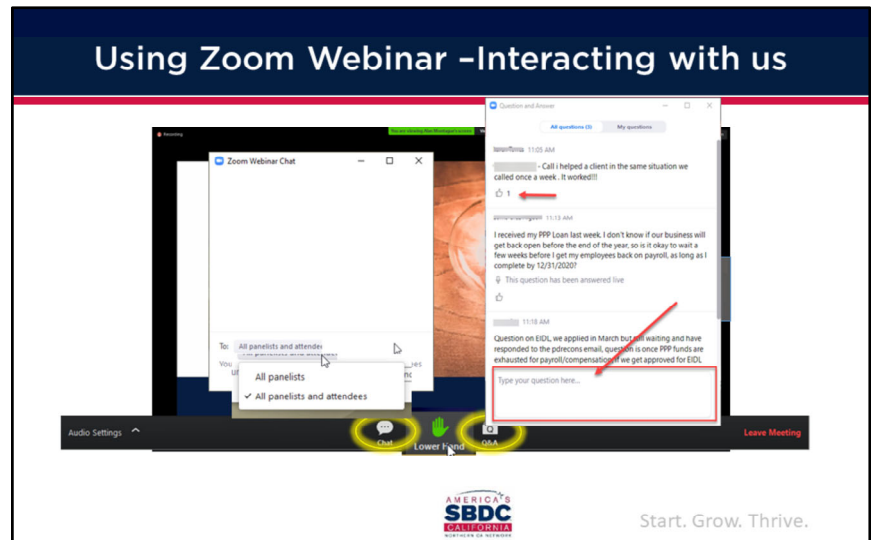 Using Zoom Webinar –Interacting with us
Recording
Zoom Webinar Chat
To: All panelists and attendee
You
All panelists
✓ All panelists and attendees
Question and Answer
All questions (3) My questions
11:05 AM
- Call i helped a client in the same situation we
called once a week . It worked!!!
1
11:13 AM
I received my PPP Loan last week. I don't know if our business will
get back open before the end of the year, so is it okay to wait a
few weeks before I get my employees back on payroll, as long as I
complete by 12/31/2020?
This question has been answered live
11:18 AM
Question on EIDL, we applied in March but still waiting and have
responded to the pdrecons email, question is once PPP funds are
exhausted for payroll/compensation if we get approved for EIDL
Type your question here...
Audio Settings
Chat
Lower Hand
Q&A
Leave Meeting
AMERICA'S
SBDC
CALIFORNIA
NORTHERN CA NETWORK
Start. Grow. Thrive.